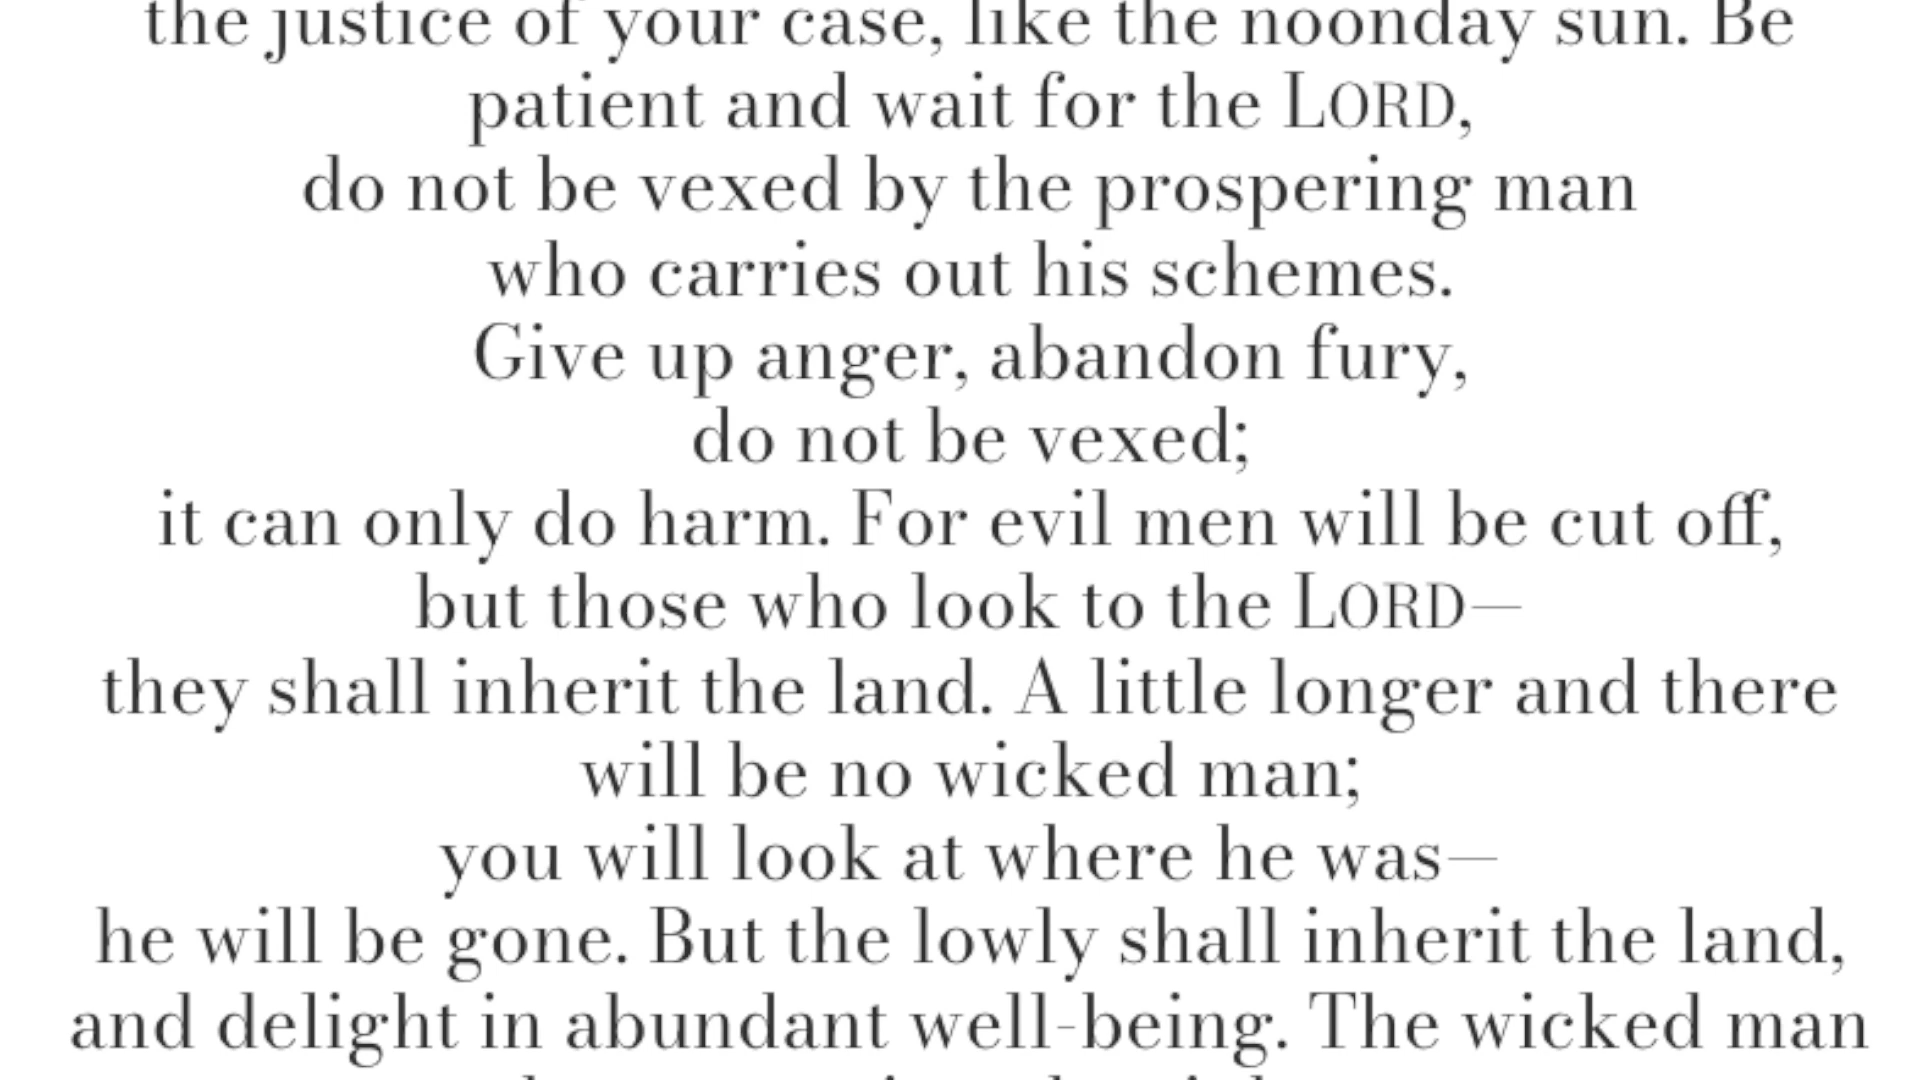 the justice of your case, like the noonday sun. Be
patient and wait for the LORD,
do not be vexed by the prospering man
who carries out his schemes.
Give up anger, abandon fury,
do not be vexed;
it can only do harm. For evil men will be cut off,
but those who look to the LORD—
they shall inherit the land. A little longer and there
will be no wicked man;
you will look at where he was—
he will be gone. But the lowly shall inherit the land,
and delight in abundant well-being. The wicked man